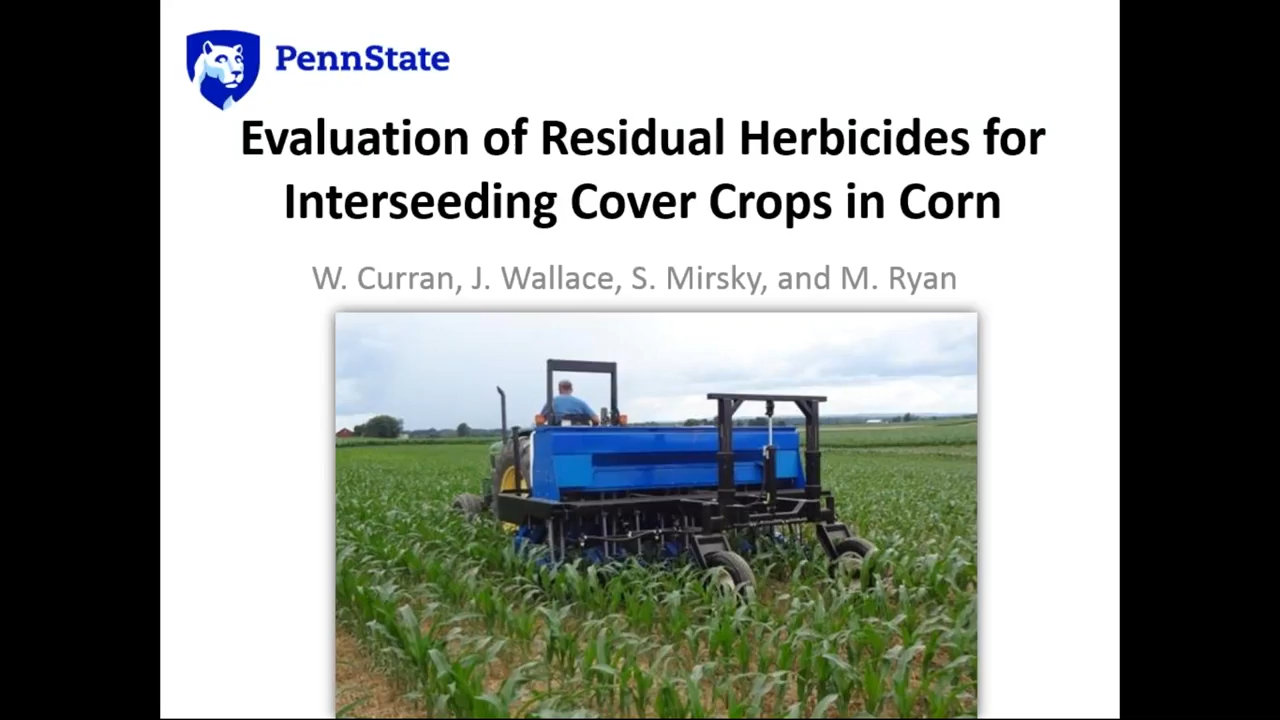 PennState
Evaluation of Residual Herbicides for
Interseeding Cover Crops in Corn
W. Curran, J. Wallace, S. Mirsky, and M. Ryan